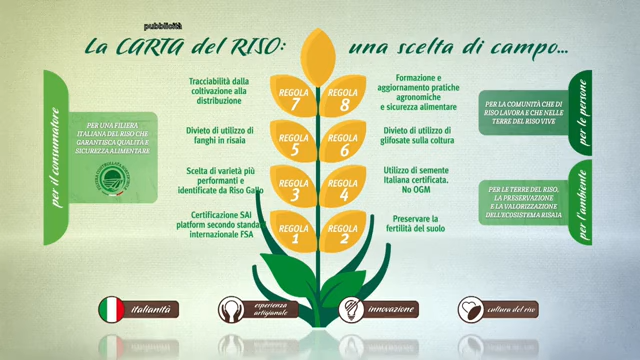 pubblicità
La CARTA del RISO: una scelta di campo...
per il consumatore
PER UNA FILIERA
ITALIANA DEL RISO CHE
GARANTISCA QUALITÀ E
SICUREZZA ALIMENTARE
Tracciabilità dalla
coltivazione alla
distribuzione
REGOLA
7
REGOLA
8
Formazione e
aggiornamento pratiche
agronomiche
e sicurezza alimentare
Divieto di utilizzo di
fanghi in risaia
REGOLA
5
REGOLA
6
Divieto di utilizzo di
glifosate sulla coltura
Scelta di varietà più
performanti e
identificate da Riso Gallo
REGOLA
3
REGOLA
4
Utilizzo di semente
Italiana certificata.
No OGM
Certificazione SAI
platform secondo standard
internazionale FSA
REGOLA
1
REGOLA
2
Preservare la
fertilità del suolo
PER LA COMUNITÀ CHE DI
RISO LAVORA E CHE NELLE
TERRE DEL RISO VIVE
per le persone
PER LE TERRE DEL RISO,
LA PRESERVAZIONE
E LA VALORIZZAZIONE
DELL'ECOSISTEMA RISAIA
per l'ambiente
italianità
esperienza
artigianale
innovazione
cultura del riso